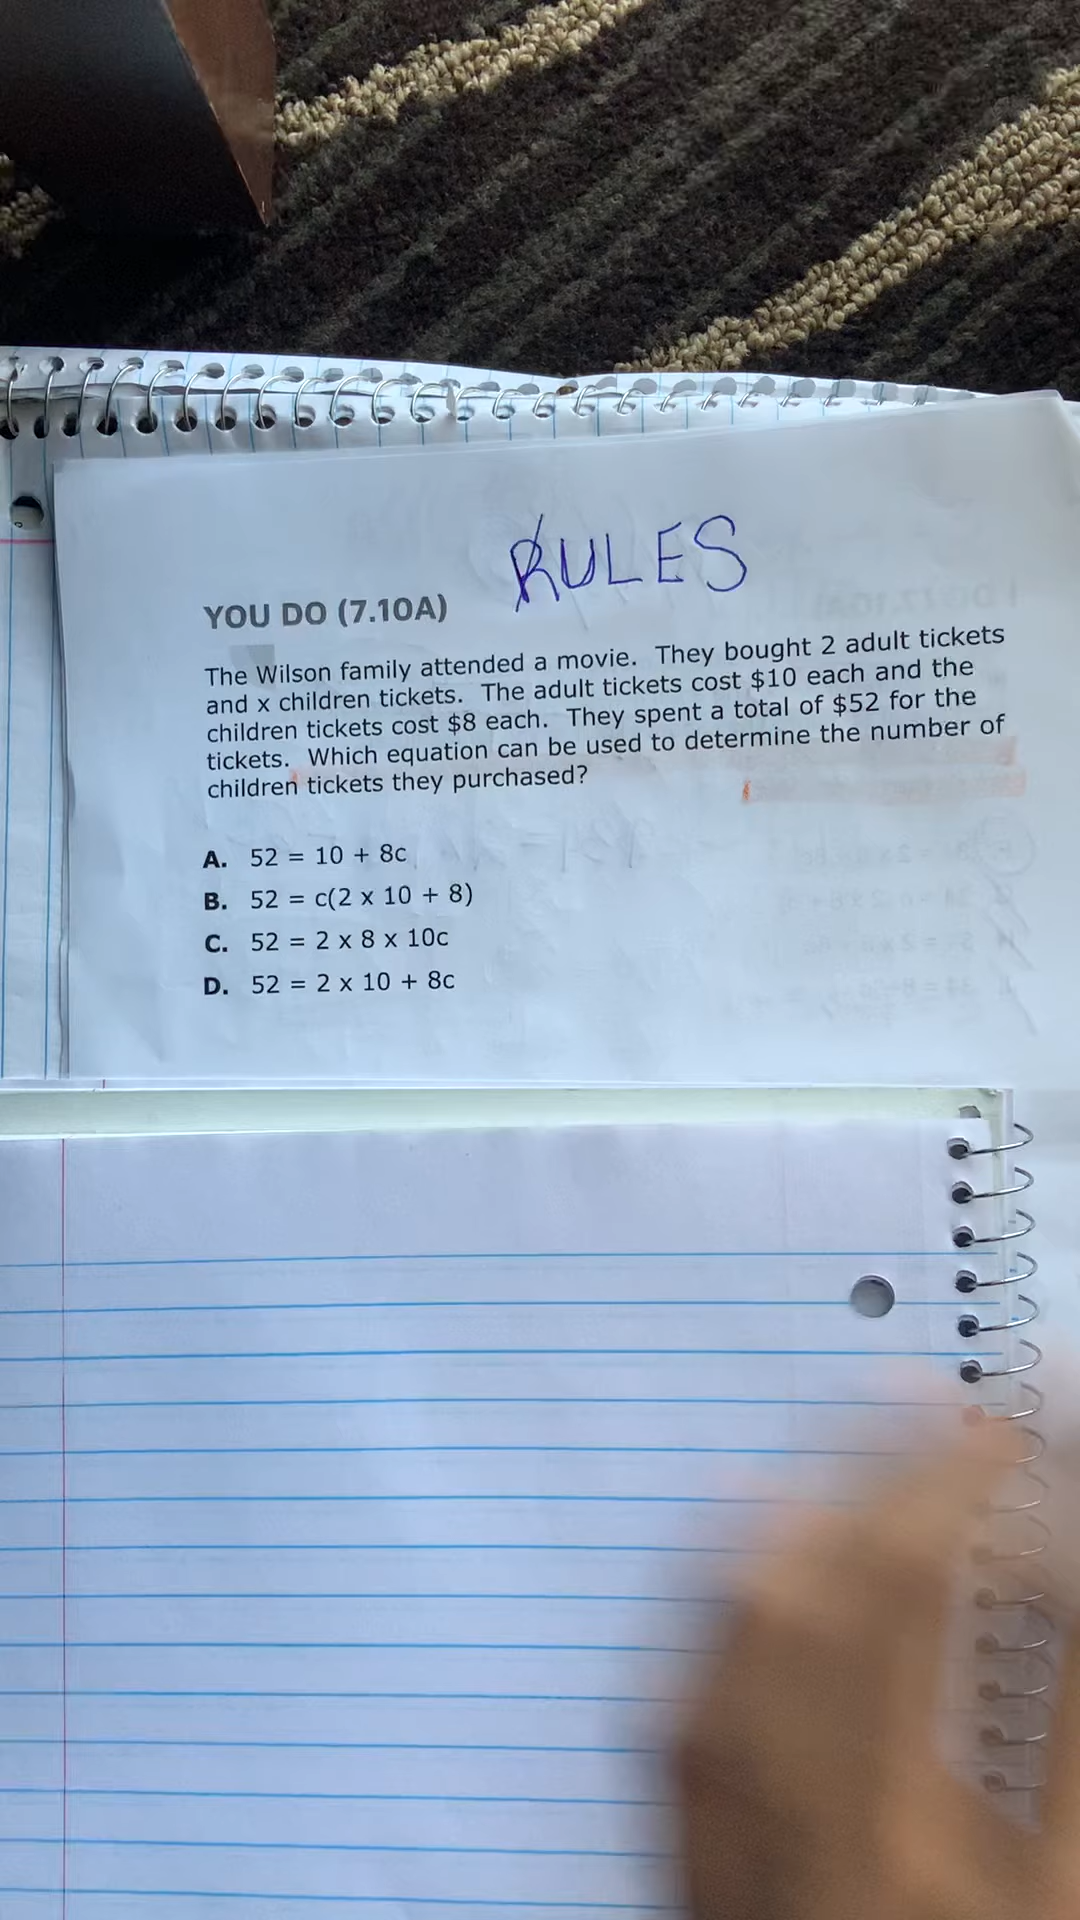 RULES
YOU DO (7.10A)
The Wilson family attended a movie. They bought 2 adult tickets
and x children tickets. The adult tickets cost $10 each and the
children tickets cost $8 each. They spent a total of $52 for the
tickets. Which equation can be used to determine the number of
children tickets they purchased?
A. 52 = 10 + 8c
B. 52 = c(2 x 10 + 8)
C. 52 = 2 x 8 x 10c
D. 52 = 2 x 10 + 8c